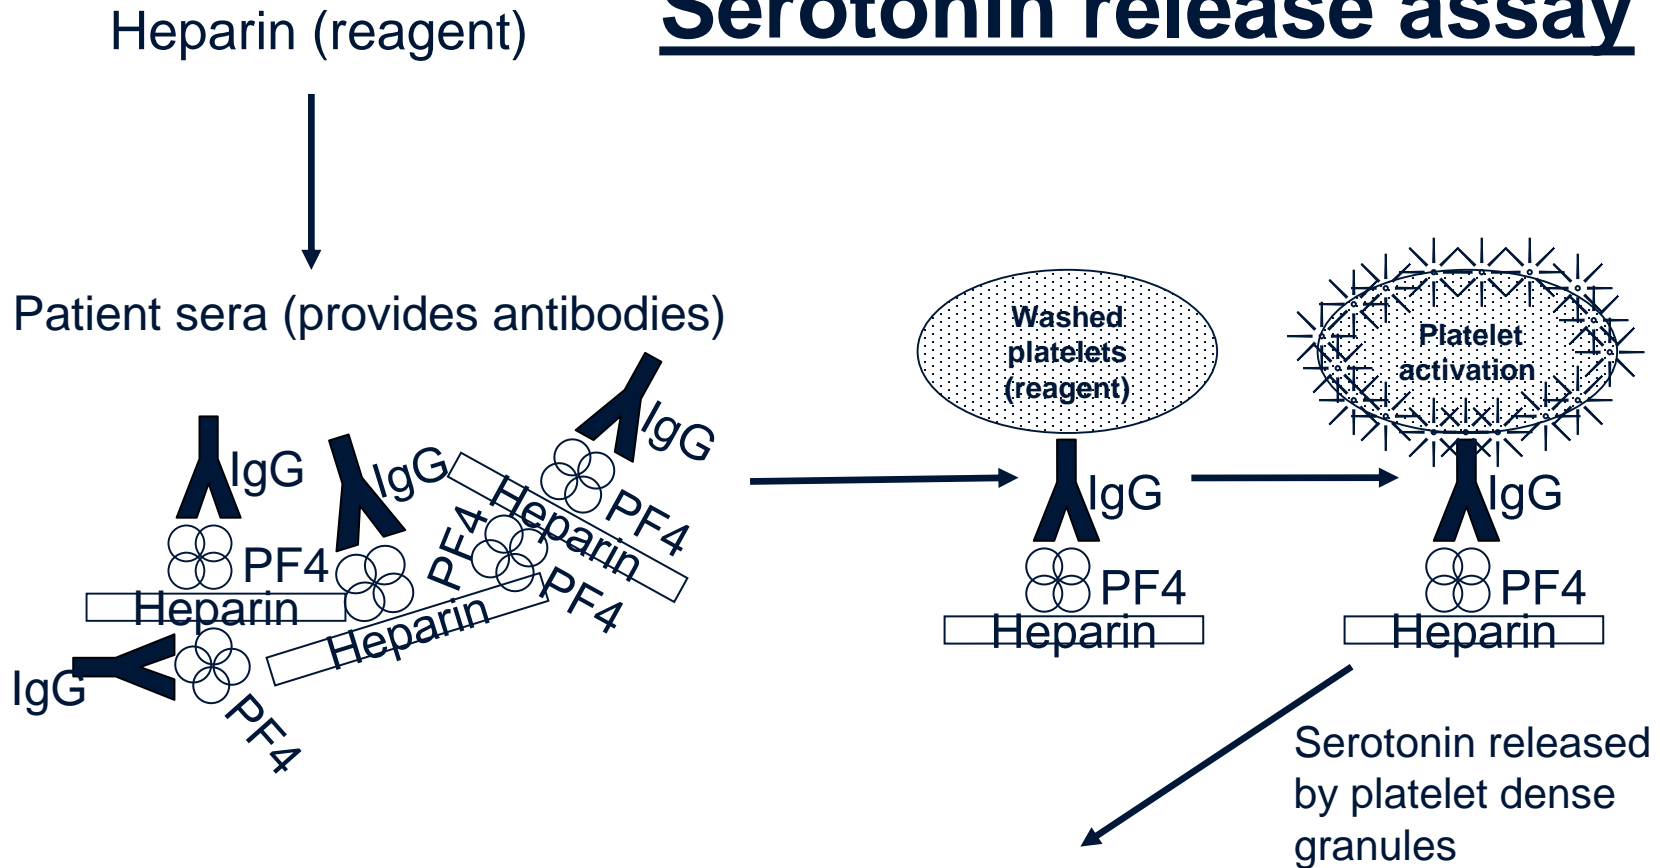 Serotonin release assay
Heparin (reagent)
Patient sera (provides antibodies)
IgG
PF4
Heparin
IgG
PF4
IgG
PF4
Heparin
IgG
PF4
Heparin
PF4
Washed
platelets
(reagent)
IgG
PF4
Heparin
Platelet
activation
IgG
PF4
Heparin
Serotonin released
by platelet dense
granules